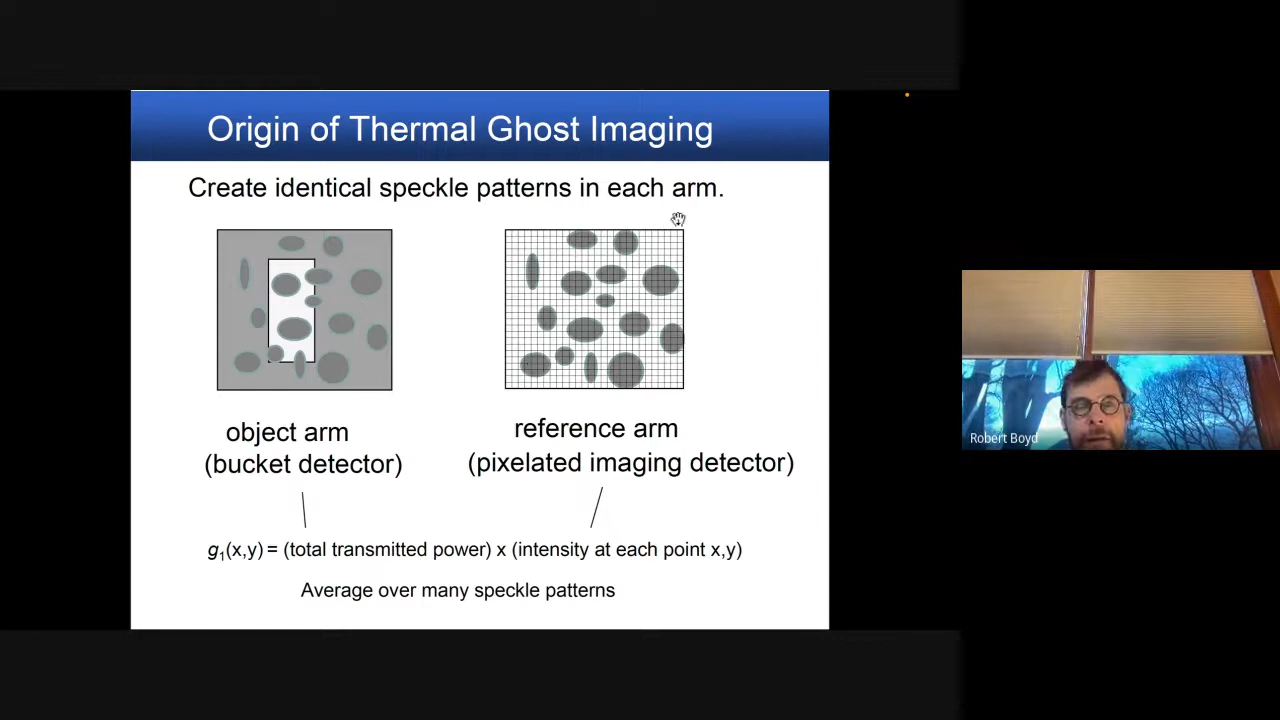 Origin of Thermal Ghost Imaging
Create identical speckle patterns in each arm.
object arm
(bucket detector)
reference arm
(pixelated imaging detector)
g₁(x,y) = (total transmitted power) x (intensity at each point x,y)
Average over many speckle patterns
Robert Boyd